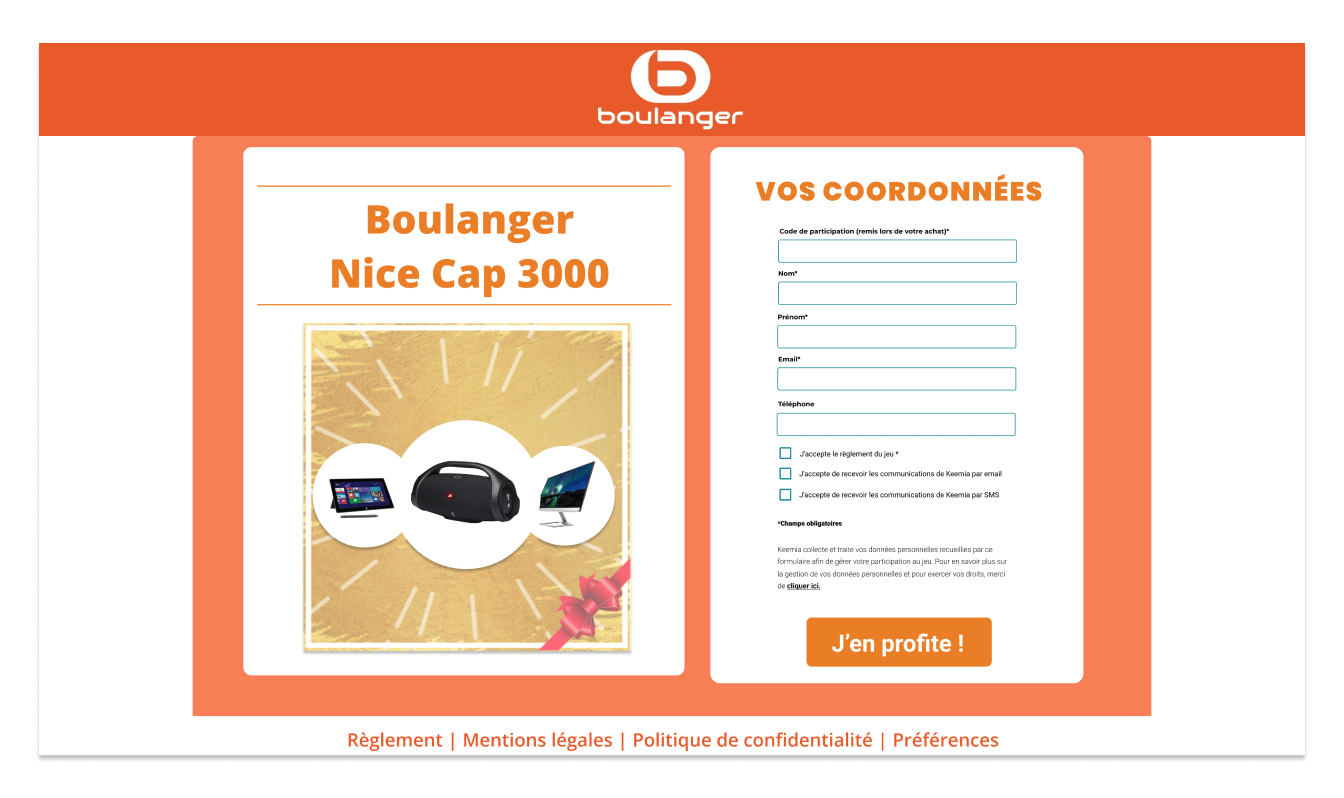 boulanger
Boulanger
Nice Cap 3000
VOS COORDONNÉES
Code de participation (remis lors de votre achat)*
Nom*
Prénom*
Email*
Téléphone
J'accepte le règlement du jeu *
J'accepte de recevoir les communications de Keemia par email
J'accepte de recevoir les communications de Keemia par SMS
*Champs obligatoires
Keemia collecte et traite vos données personnelles recueillies par ce
formulaire afin de gérer votre participation au jeu. Pour en savoir plus sur
la gestion de vos données personnelles et pour exercer vos droits, merci
de cliquer ici.
J'en profite !
Règlement | Mentions légales | Politique de confidentialité | Préférences